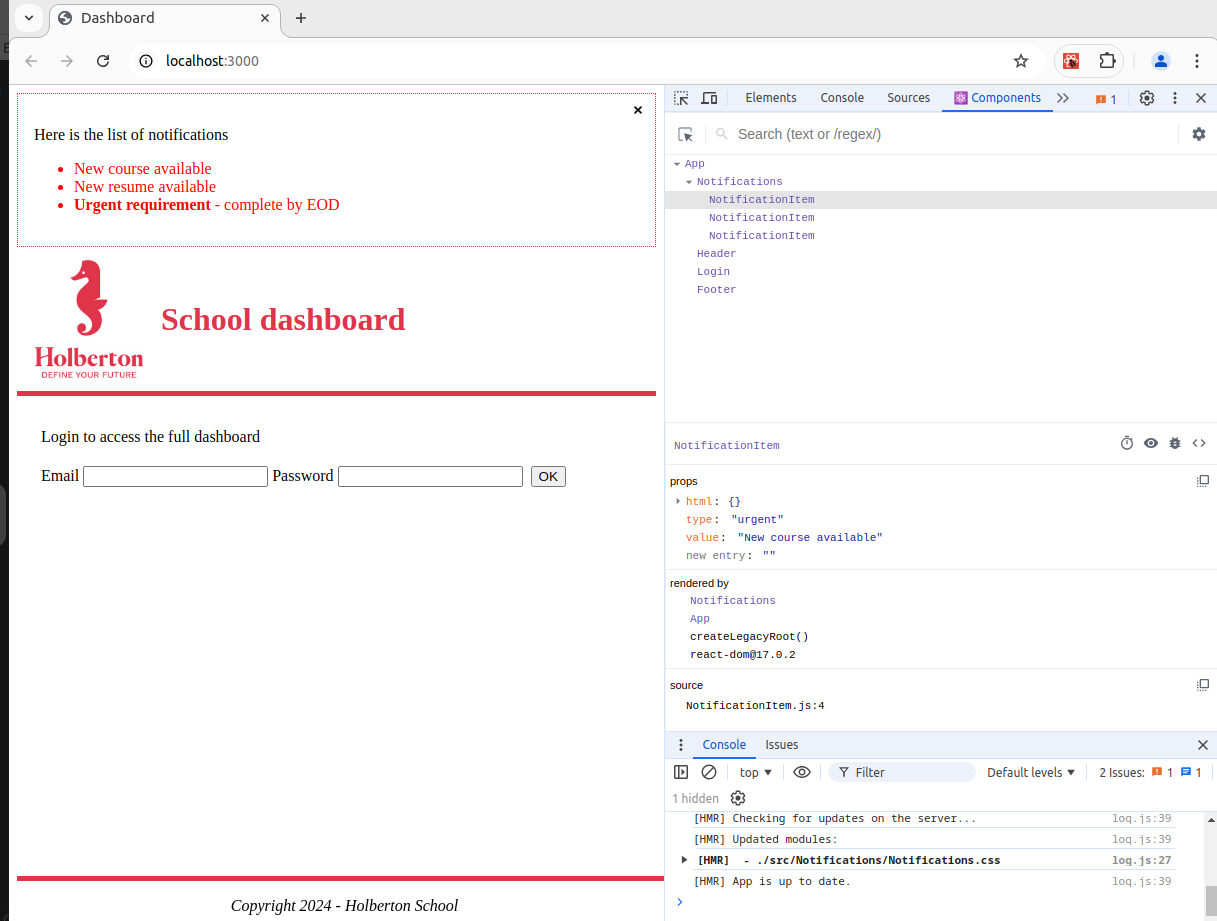 Dashboard
localhost:3000
Here is the list of notifications
New course available
New resume available
Urgent requirement - complete by EOD
Holberton
DEFINE YOUR FUTURE
School dashboard
Login to access the full dashboard
Email Password OK
Copyright 2024 - Holberton School
Elements Console Sources Components 1
Search (text or /regex/)
App
Notifications
NotificationItem
NotificationItem
NotificationItem
Header
Login
Footer
NotificationItem
props
html: {}
type: "urgent"
value: "New course available"
new entry: ""
rendered by
Notifications
App
createLegacyRoot()
react-dom@17.0.2
source
NotificationItem.js:4
Console Issues
top Filter Default levels 2 Issues: 1 1
1 hidden
[HMR] Checking for updates on the server... log.js:39
[HMR] Updated modules: log.js:39
[HMR]  - ./src/Notifications/Notifications.css log.js:27
[HMR] App is up to date. log.js:39